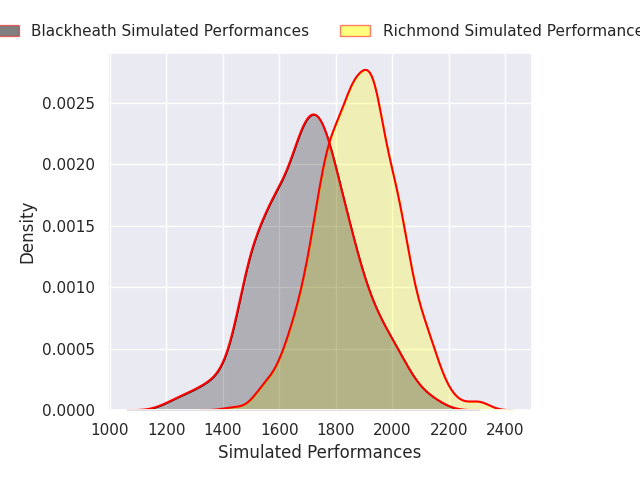 Blackheath Simulated Performances
Richmond Simulated Performance
0.0025
0.0020
0.0015
0.0010
0.0005
0.0000
Density
1000 1200 1400 1600 1800 2000 2200 2400
Simulated Performances